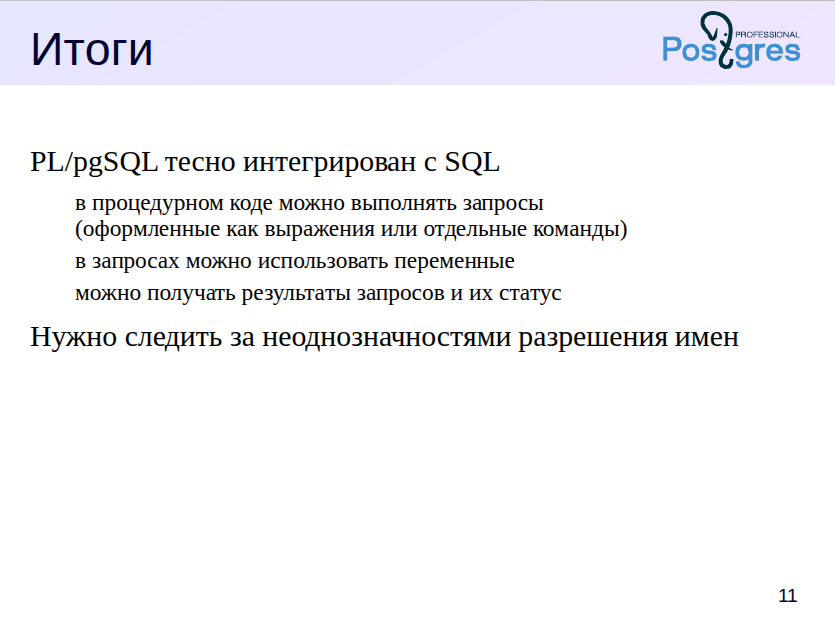 Итоги
PROFESSIONAL
Postgres
PL/pgSQL тесно интегрирован с SQL
в процедурном коде можно выполнять запросы
(оформленные как выражения или отдельные команды)
в запросах можно использовать переменные
можно получать результаты запросов и их статус
Нужно следить за неоднозначностями разрешения имен
11